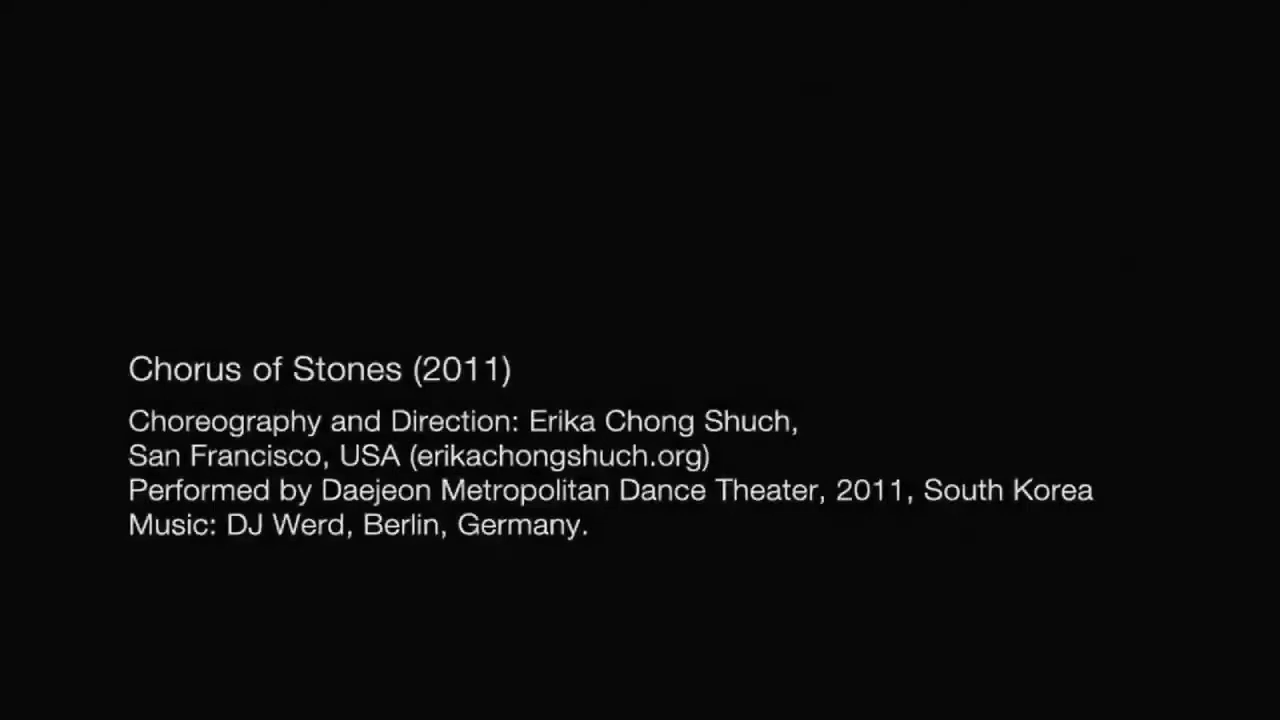 Chorus of Stones (2011)
Choreography and Direction: Erika Chong Shuch,
San Francisco, USA (erikachongshuch.org)
Performed by Daejeon Metropolitan Dance Theater, 2011, South Korea
Music: DJ Werd, Berlin, Germany.